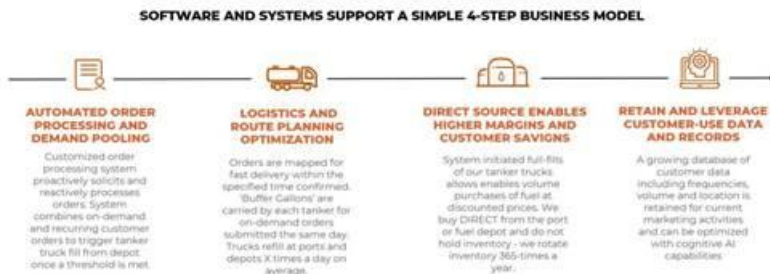 SOFTWARE AND SYSTEMS SUPPORT A SIMPLE 4-STEP BUSINESS MODEL
AUTOMATED ORDER
PROCESSING AND
DEMAND POOLING
Customized order
processing system
proactively solicits and
reactively processes
orders. System
combines on-demand
and recurring customer
orders to trigger tanker
truck fill from depot
once a threshold is met.
LOGISTICS AND
ROUTE PLANNING
OPTIMIZATION
Orders are mapped for
fast delivery within the
specified time confirmed.
'Buffer Gallons' are
carried by each tanker for
on-demand orders
submitted the same day.
Trucks refill at ports and
depots X times a day on
average.
DIRECT SOURCE ENABLES
HIGHER MARGINS AND
CUSTOMER SAVIGNS
System initiated full-fills
of our tanker trucks
allows enables volume
purchases of fuel at
discounted prices. We
buy DIRECT from the port
or fuel depot and do not
hold inventory - we rotate
inventory 365-times a
year.
RETAIN AND LEVERAGE
CUSTOMER-USE DATA
AND RECORDS
A growing database of
customer data
including frequencies,
volume and location is
retained for current
marketing activities
and can be optimized
with cognitive AI
capabilities